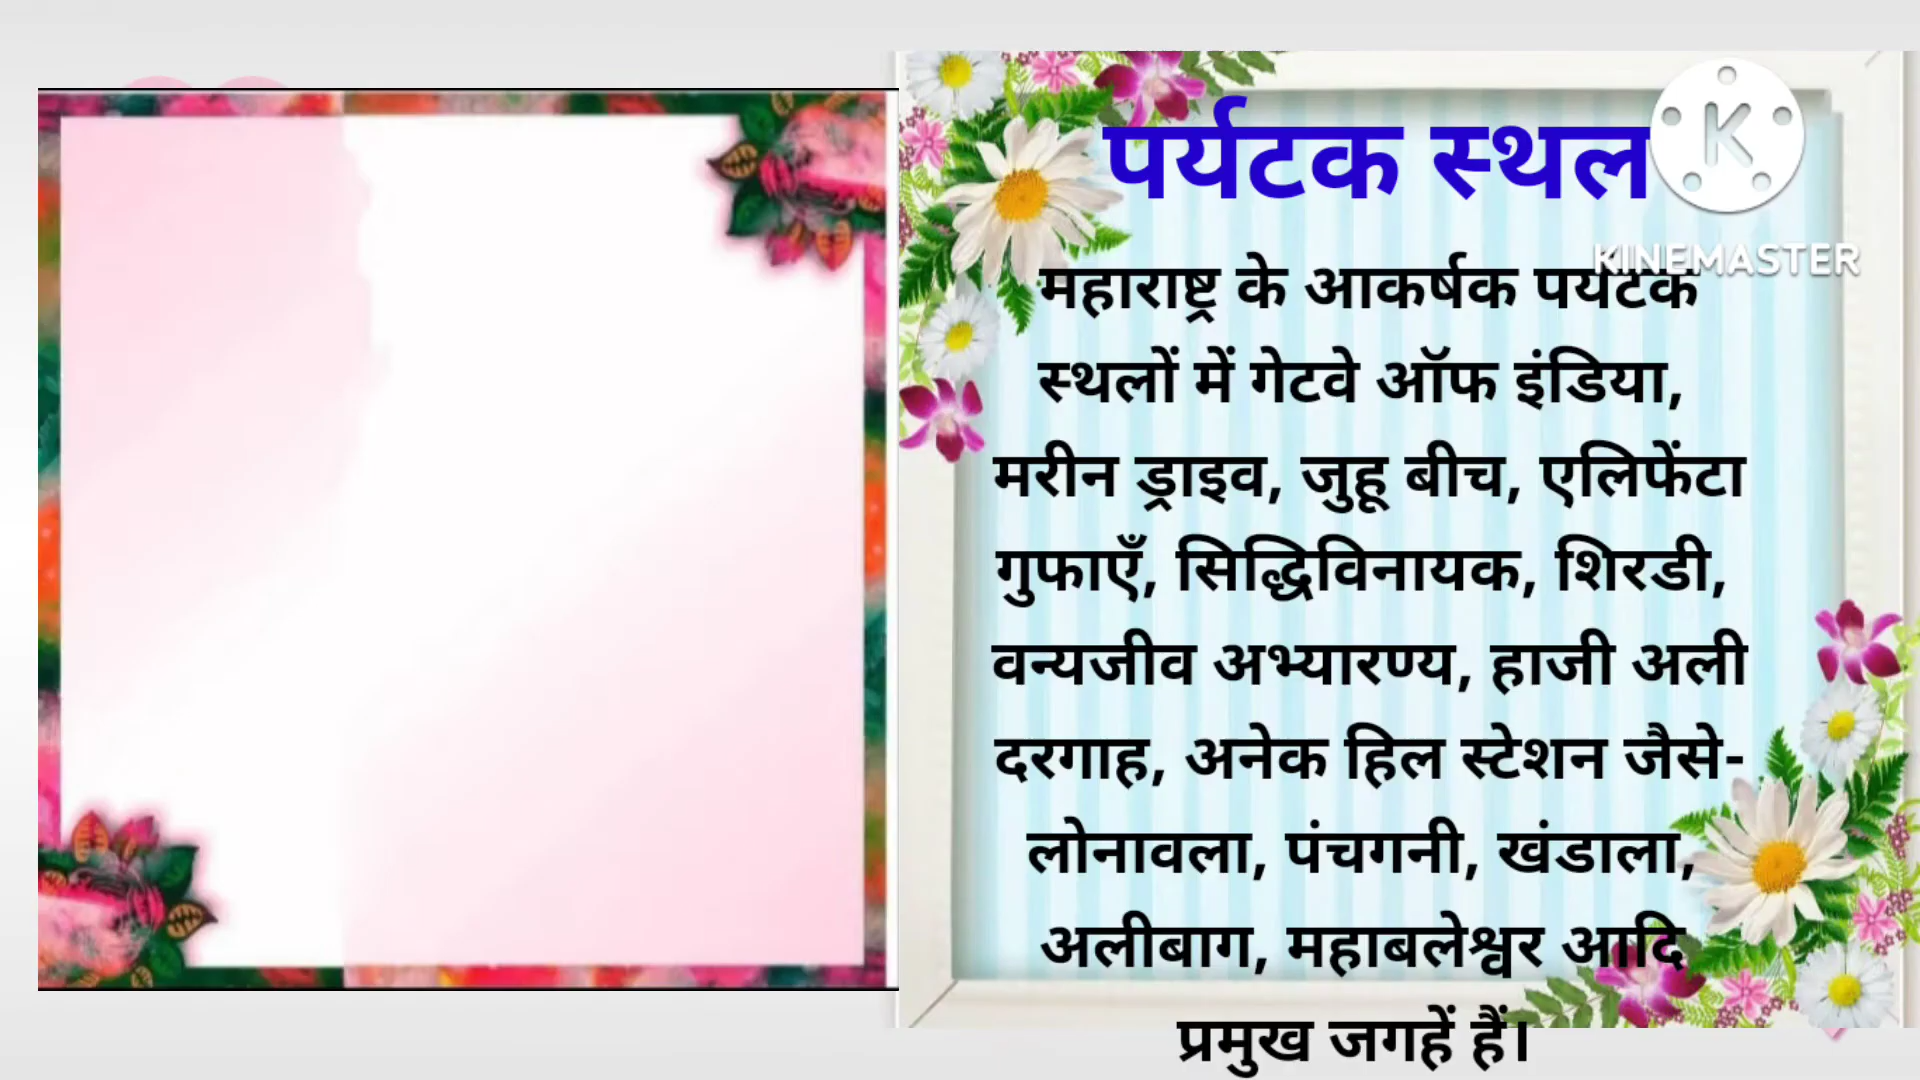 पर्यटक स्थल
K
KINEMASTER
महाराष्ट्र के आकर्षक पर्यटक
स्थलों में गेटवे ऑफ इंडिया,
मरीन ड्राइव, जुहू बीच, एलिफेंटा
गुफाएँ, सिद्धिविनायक, शिरडी,
वन्यजीव अभ्यारण्य, हाजी अली
दरगाह, अनेक हिल स्टेशन जैसे-
लोनावला, पंचगनी, खंडाला,
अलीबाग, महाबलेश्वर आदि
प्रमुख जगहें हैं।